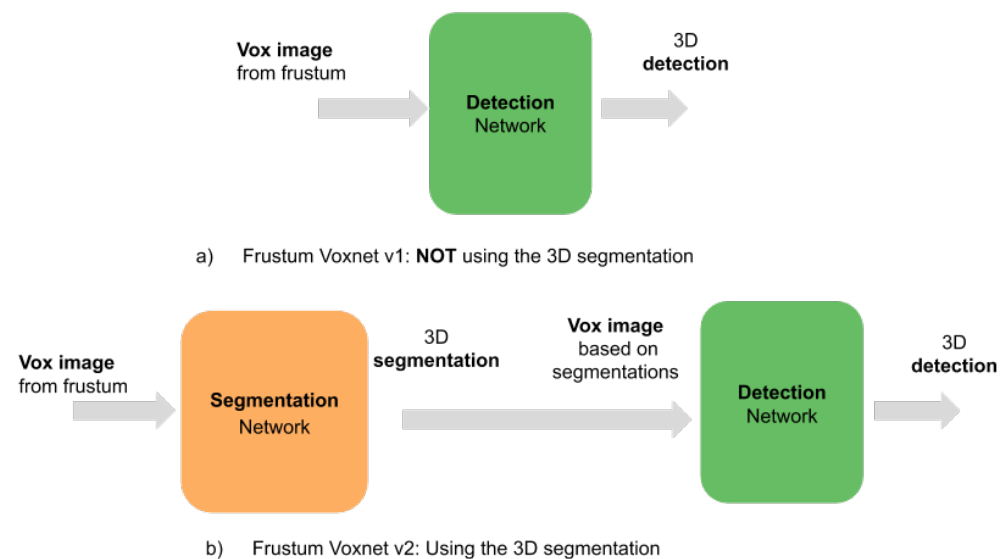 Vox image
from frustum
Detection
Network
3D
detection
a) Frustum Voxnet v1: NOT using the 3D segmentation
Vox image
from frustum
Segmentation
Network
3D
segmentation
Vox image
based on
segmentations
Detection
Network
3D
detection
b) Frustum Voxnet v2: Using the 3D segmentation